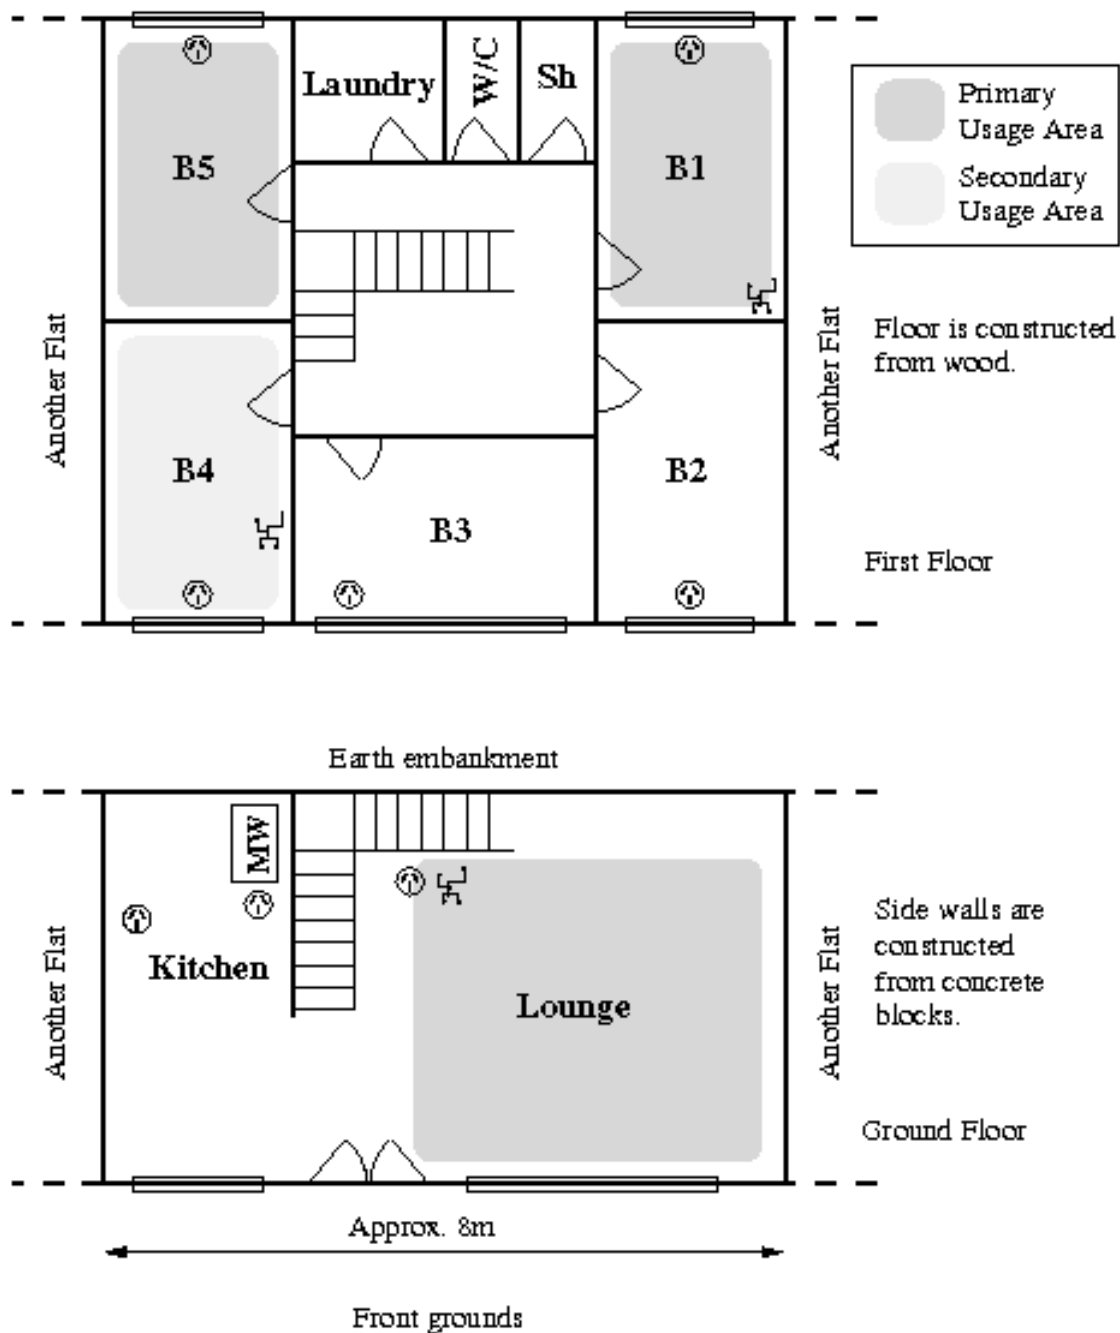 Laundry
W/C
Sh
B5
B1
Primary
Usage Area
Secondary
Usage Area
Another Flat
Another Flat
Floor is constructed
from wood.
B4
B2
B3
First Floor
Earth embankment
MW
Kitchen
Lounge
Another Flat
Another Flat
Side walls are
constructed
from concrete
blocks.
Ground Floor
Approx. 8m
Front grounds